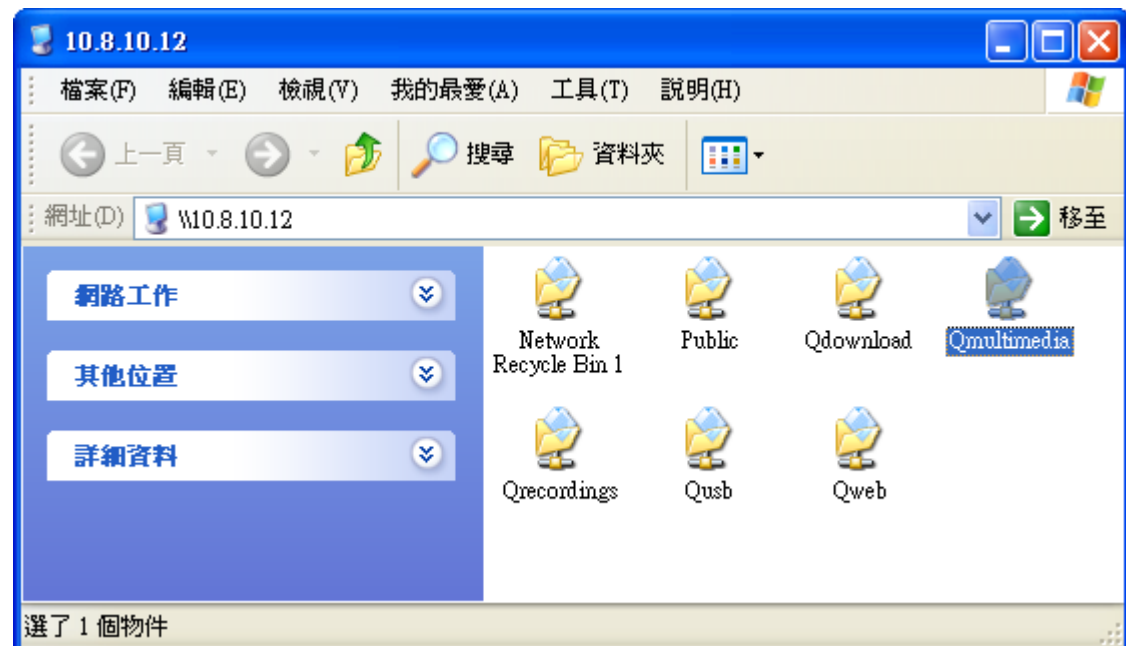 10.8.10.12
檔案(F) 編輯(E) 檢視(V) 我的最愛(A) 工具(T) 說明(H)
上一頁 搜尋 資料夾
網址(D) \\10.8.10.12 移至
網路工作
其他位置
詳細資料
Network
Recycle Bin 1
Public
Qdownload
Qmultimedia
Qrecordings
Qusb
Qweb
選了 1 個物件